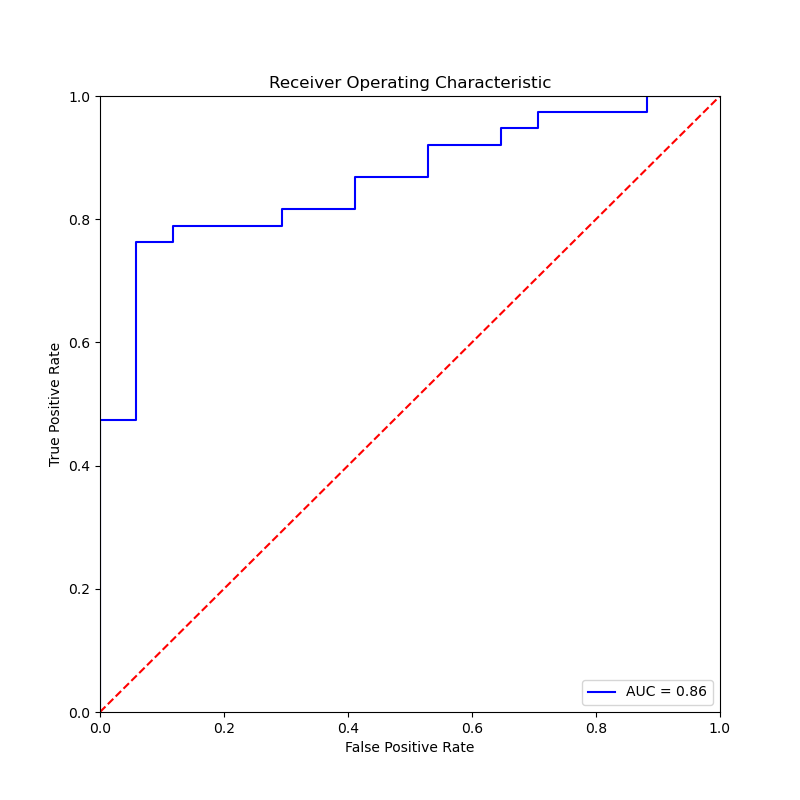 Receiver Operating Characteristic
1.0
0.8
0.6
0.4
0.2
0.0
True Positive Rate
AUC = 0.86
0.0 0.2 0.4 0.6 0.8 1.0
False Positive Rate